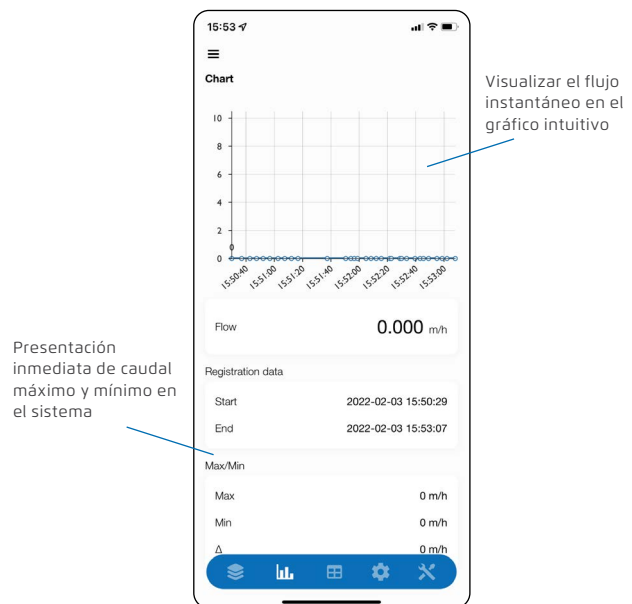 15:53
Chart
10
8
6
4
2
0
0
15:50:40 15:51:00 15:51:20 15:51:40 15:52:00 15:52:20 15:52:40 15:53:00
Flow 0.000 m/h
Registration data
Start 2022-02-03 15:50:29
End 2022-02-03 15:53:07
Max/Min
Max 0 m/h
Min 0 m/h
Δ 0 m/h
Visualizar el flujo
instantáneo en el
gráfico intuitivo
Presentación
inmediata de caudal
máximo y mínimo en
el sistema